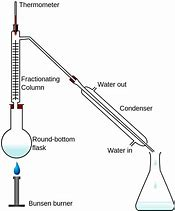 Thermometer
Fractionating
Column
Water out
Condenser
Round-bottom
flask
Water in
Bunsen burner